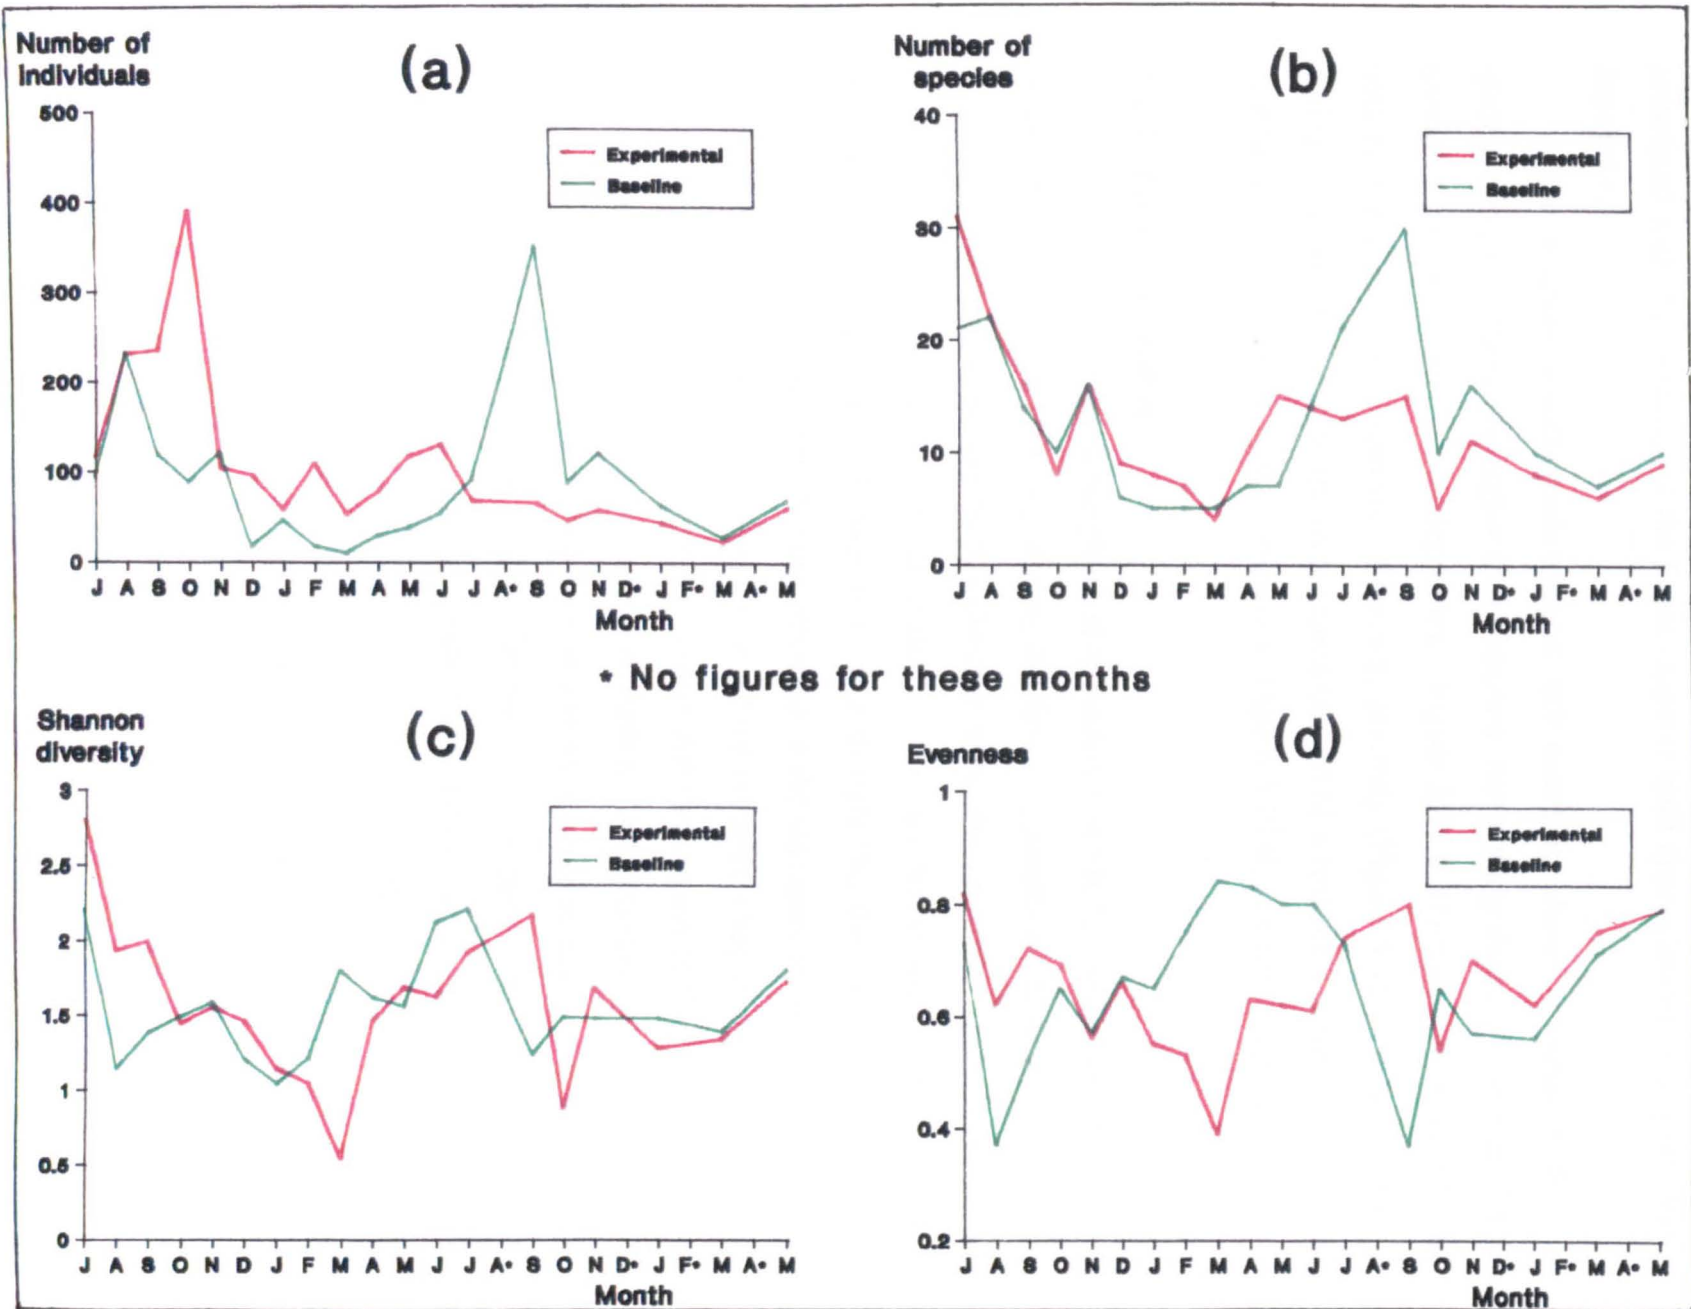 Number of
individuals
(a)
500
400
300
200
100
0
Experimental
Baseline
J A S O N D J F M A M J J A* S O N D* J F* M A* M
Month
Number of
species
(b)
40
30
20
10
0
Experimental
Baseline
J A S O N D J F M A M J J A* S O N D* J F* M A* M
Month
* No figures for these months
Shannon
diversity
(c)
3
2.5
2
1.5
1
0.5
0
Experimental
Baseline
J A S O N D J F M A M J J A* S O N D* J F* M A* M
Month
Evenness
(d)
1
0.8
0.6
0.4
0.2
Experimental
Baseline
J A S O N D J F M A M J J A* S O N D* J F* M A* M
Month